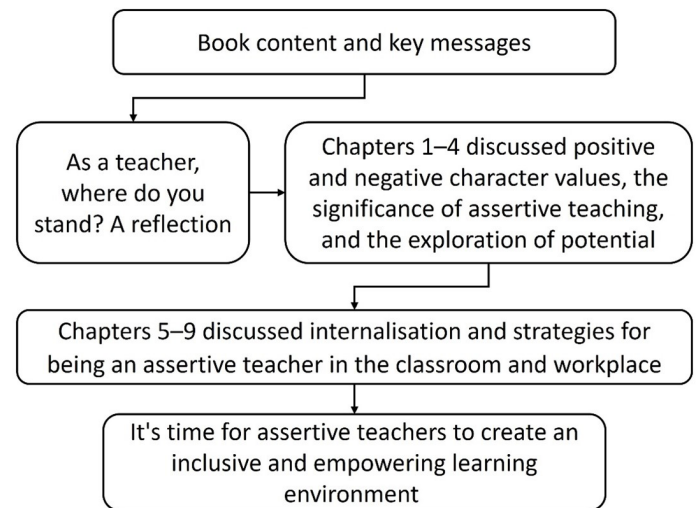 Book content and key messages
As a teacher,
where do you
stand? A reflection
Chapters 1–4 discussed positive
and negative character values, the
significance of assertive teaching,
and the exploration of potential
Chapters 5–9 discussed internalisation and strategies for
being an assertive teacher in the classroom and workplace
It's time for assertive teachers to create an
inclusive and empowering learning
environment